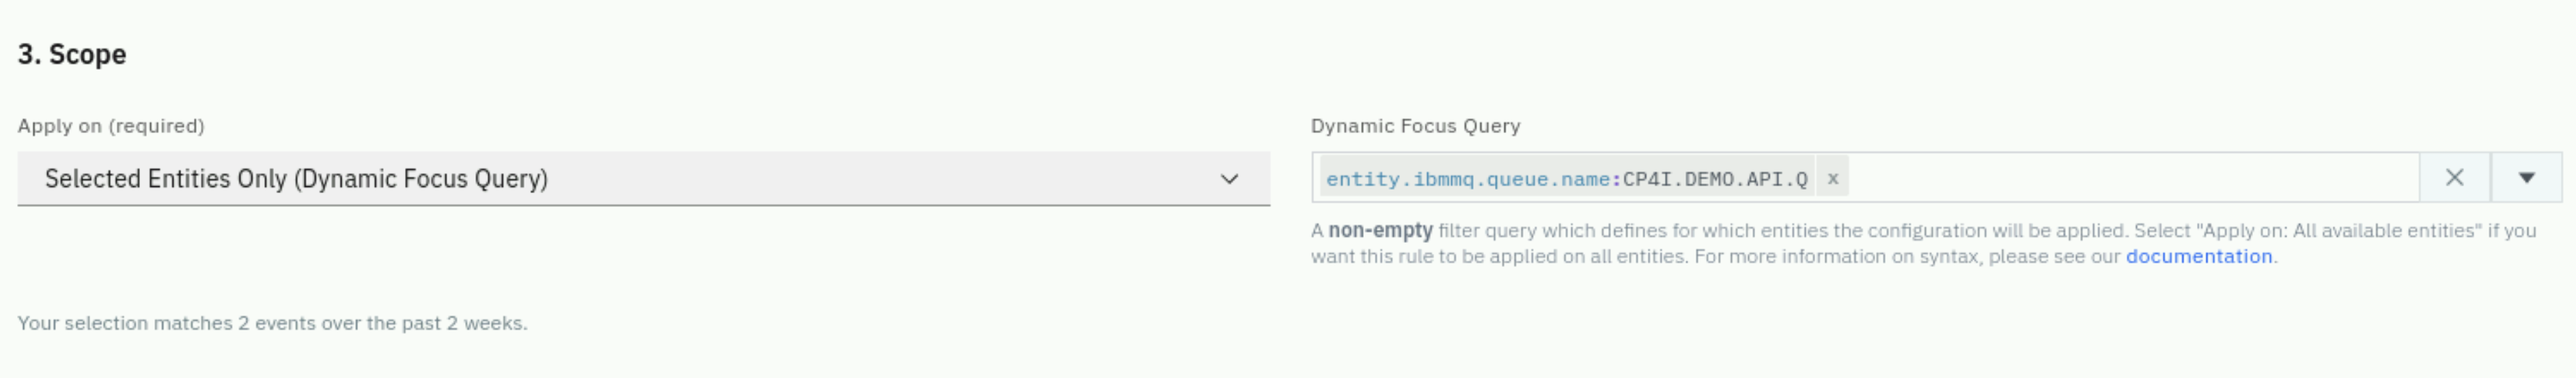 3. Scope
Apply on (required)
Selected Entities Only (Dynamic Focus Query)
Dynamic Focus Query
entity.ibmmq.queue.name:CP4I.DEMO.API.Q x
A non-empty filter query which defines for which entities the configuration will be applied. Select "Apply on: All available entities" if you
want this rule to be applied on all entities. For more information on syntax, please see our documentation.
Your selection matches 2 events over the past 2 weeks.